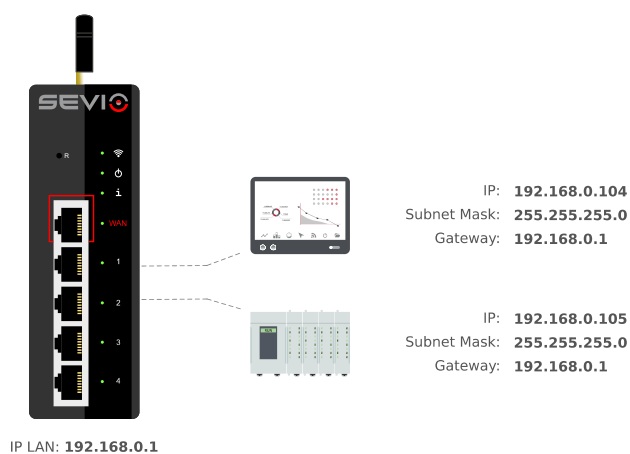 SEVIO
R
i
WAN
1
2
3
4
IP: 192.168.0.104
Subnet Mask: 255.255.255.0
Gateway: 192.168.0.1
IP: 192.168.0.105
Subnet Mask: 255.255.255.0
Gateway: 192.168.0.1
IP LAN: 192.168.0.1